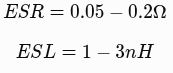 ESR = 0.05 − 0.2Ω
ESL = 1 − 3nH